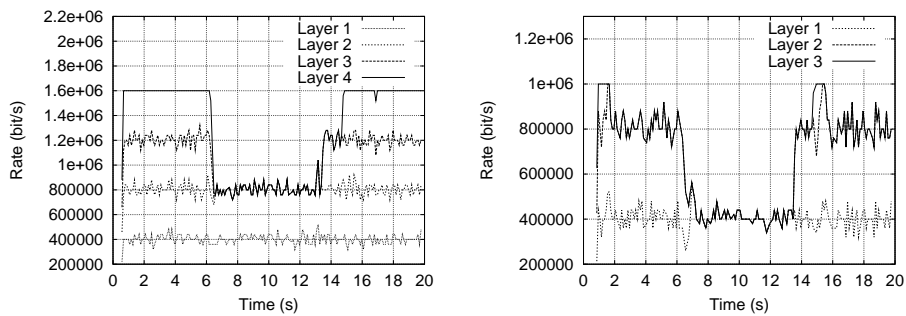 2.2e+06
2e+06
1.8e+06
1.6e+06
1.4e+06
1.2e+06
1e+06
800000
600000
400000
200000
Rate (bit/s)
Layer 1
Layer 2
Layer 3
Layer 4
0 2 4 6 8 10 12 14 16 18 20
Time (s)
1.2e+06
1e+06
800000
600000
400000
200000
Rate (bit/s)
Layer 1
Layer 2
Layer 3
0 2 4 6 8 10 12 14 16 18 20
Time (s)